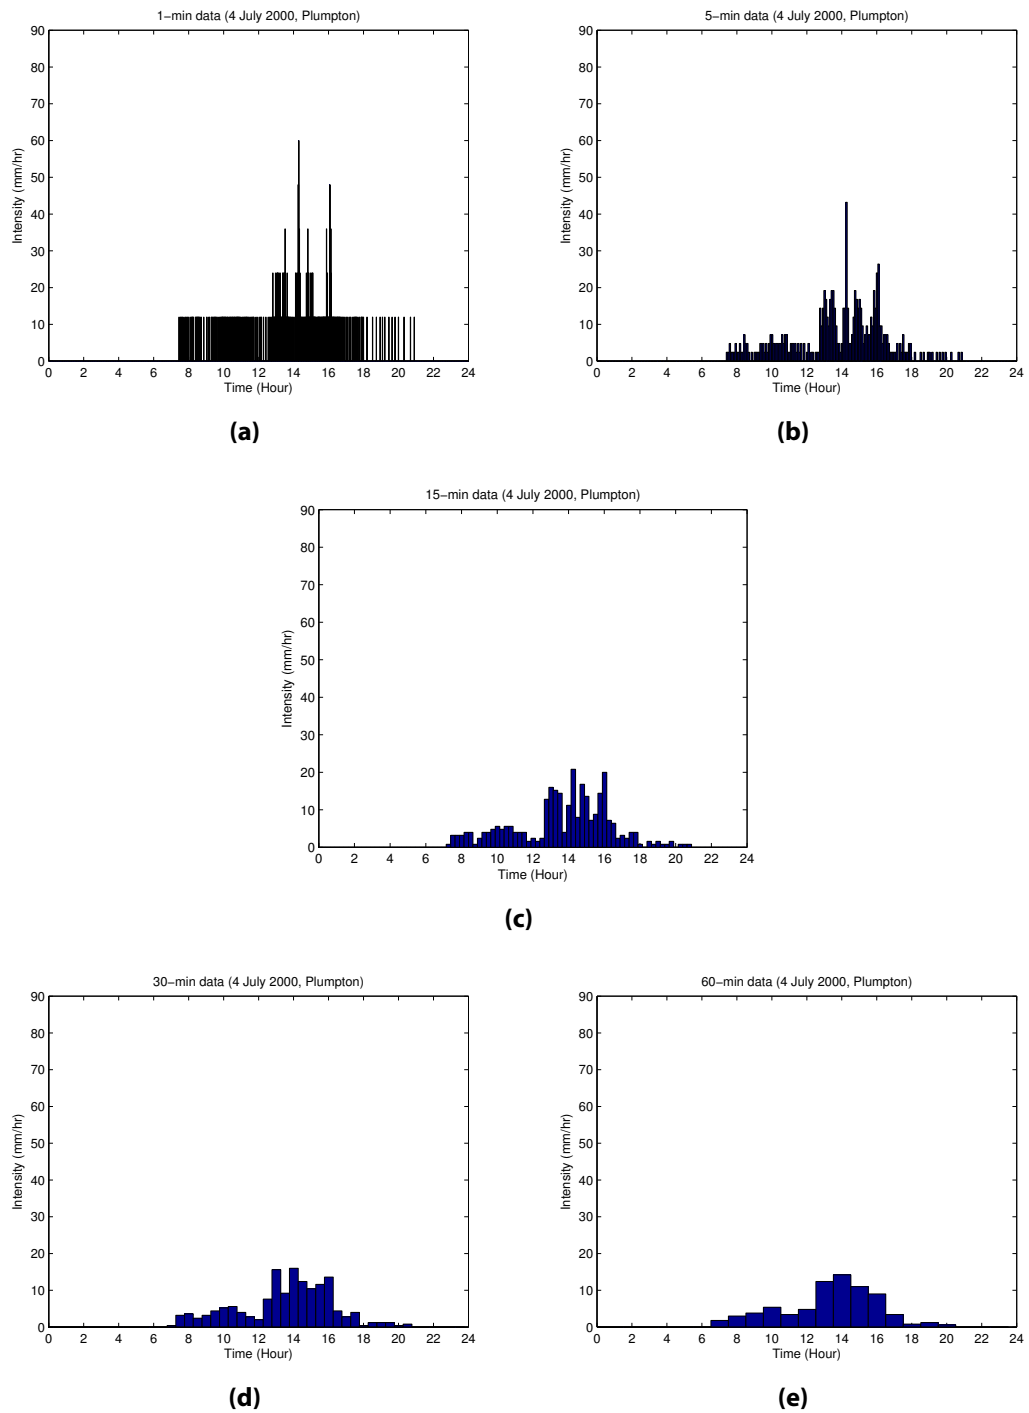 1−min data (4 July 2000, Plumpton)
90
80
70
60
50
40
30
20
10
0
Intensity (mm/hr)
0 2 4 6 8 10 12 14 16 18 20 22 24
Time (Hour)
(a)
5−min data (4 July 2000, Plumpton)
90
80
70
60
50
40
30
20
10
0
Intensity (mm/hr)
0 2 4 6 8 10 12 14 16 18 20 22 24
Time (Hour)
(b)
15−min data (4 July 2000, Plumpton)
90
80
70
60
50
40
30
20
10
0
Intensity (mm/hr)
0 2 4 6 8 10 12 14 16 18 20 22 24
Time (Hour)
(c)
30−min data (4 July 2000, Plumpton)
90
80
70
60
50
40
30
20
10
0
Intensity (mm/hr)
0 2 4 6 8 10 12 14 16 18 20 22 24
Time (Hour)
(d)
60−min data (4 July 2000, Plumpton)
90
80
70
60
50
40
30
20
10
0
Intensity (mm/hr)
0 2 4 6 8 10 12 14 16 18 20 22 24
Time (Hour)
(e)